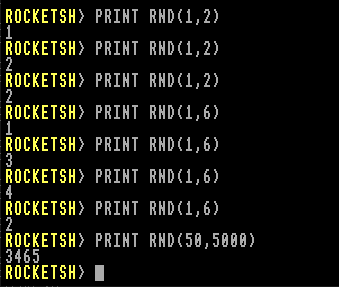 ROCKETSH> PRINT RND(1,2)
1
ROCKETSH> PRINT RND(1,2)
2
ROCKETSH> PRINT RND(1,2)
2
ROCKETSH> PRINT RND(1,6)
1
ROCKETSH> PRINT RND(1,6)
3
ROCKETSH> PRINT RND(1,6)
4
ROCKETSH> PRINT RND(1,6)
2
ROCKETSH> PRINT RND(50,5000)
3465
ROCKETSH>